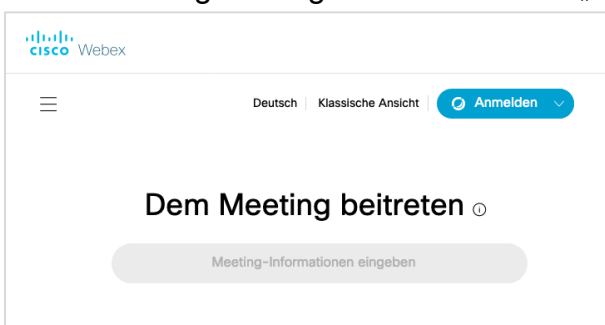 CISCO Webex
Deutsch Klassische Ansicht Anmelden
Dem Meeting beitreten
Meeting-Informationen eingeben